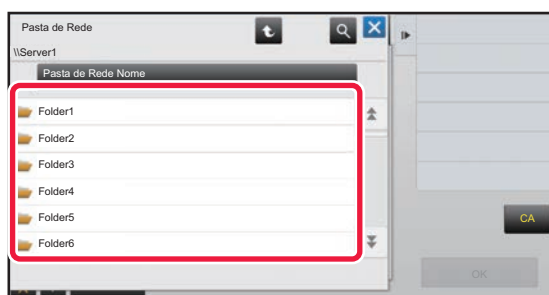 Pasta de Rede
\\Server1
Pasta de Rede Nome
Folder1
Folder2
Folder3
Folder4
Folder5
Folder6
CA
OK